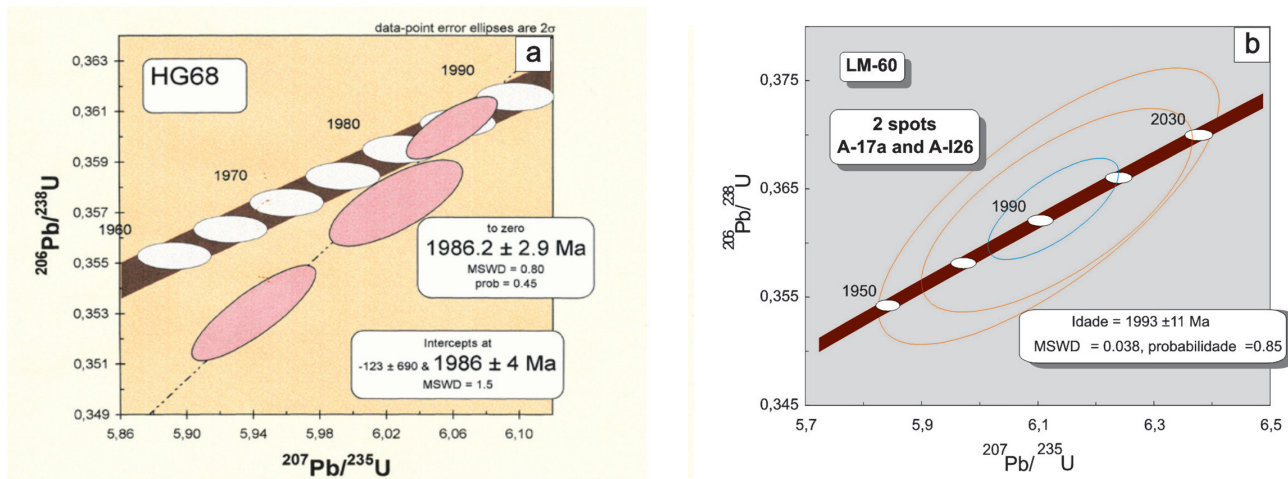 data-point error ellipses are 2σ
a
HG68
0,363
0,361
0,359
0,357
0,355
0,353
0,351
0,349
206Pb/238U
1960
1970
1980
1990
to zero
1986.2 ± 2.9 Ma
MSWD = 0.80
prob = 0.45
Intercepts at
-123 ± 690 & 1986 ± 4 Ma
MSWD = 1.5
5,86
5,90
5,94
5,98
6,02
6,06
6,10
207Pb/235U
b
LM-60
2 spots
A-17a and A-I26
0,375
0,365
0,355
0,345
206Pb/238U
1950
1990
2030
Idade = 1993 ±11 Ma
MSWD = 0.038, probabilidade =0.85
5,7
5,9
6,1
6,3
6,5
207Pb/235U